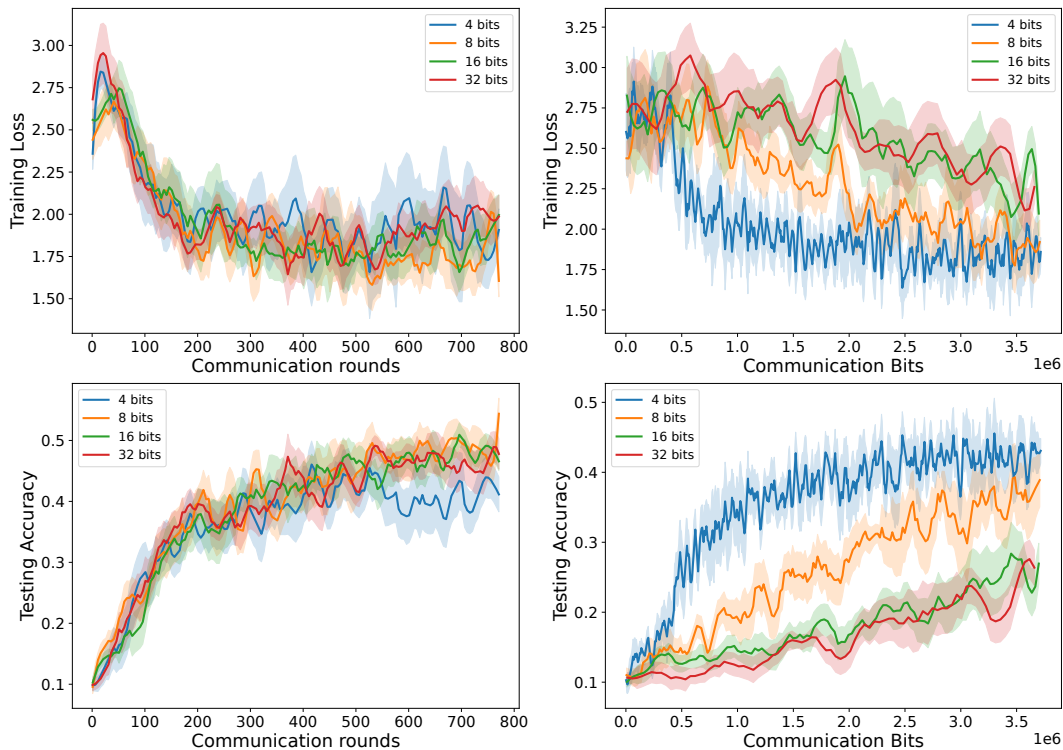 3.00
2.75
2.50
2.25
2.00
1.75
1.50
Training Loss
0 100 200 300 400 500 600 700 800
Communication rounds
4 bits
8 bits
16 bits
32 bits
3.25
3.00
2.75
2.50
2.25
2.00
1.75
1.50
Training Loss
0.0 0.5 1.0 1.5 2.0 2.5 3.0 3.5
1e6
Communication Bits
4 bits
8 bits
16 bits
32 bits
0.5
0.4
0.3
0.2
0.1
Testing Accuracy
0 100 200 300 400 500 600 700 800
Communication rounds
4 bits
8 bits
16 bits
32 bits
0.5
0.4
0.3
0.2
0.1
Testing Accuracy
0.0 0.5 1.0 1.5 2.0 2.5 3.0 3.5
1e6
Communication Bits
4 bits
8 bits
16 bits
32 bits